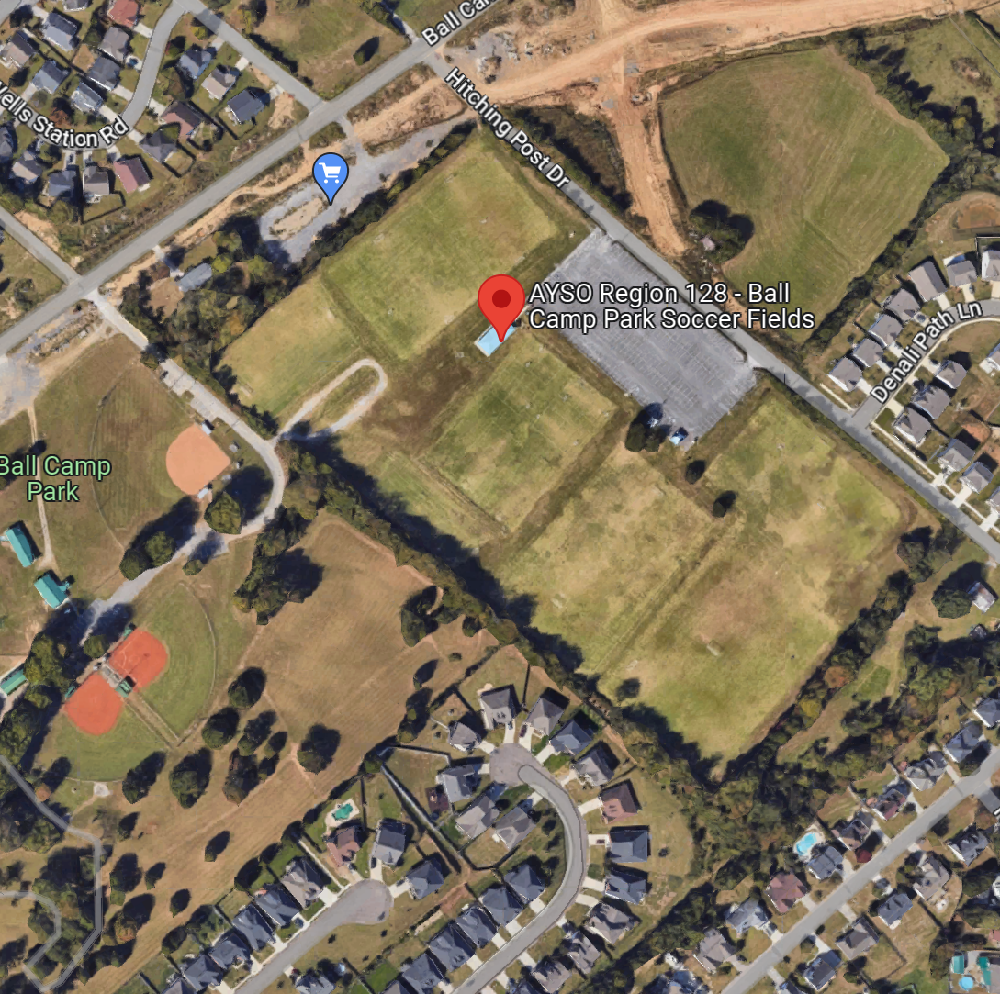 Ball Ca
Hitching Post Dr
ells Station Rd
AYSO Region 128 - Ball
Camp Park Soccer Fields
Denali Path Ln
Ball Camp
Park